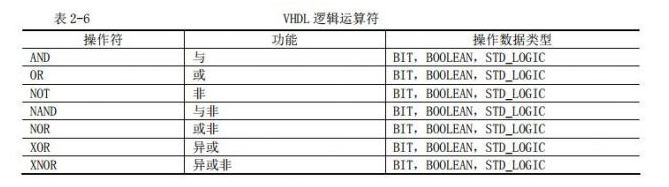 表 2-6 VHDL 逻辑运算符
操作符 功能 操作数据类型
AND 与 BIT, BOOLEAN, STD_LOGIC
OR 或 BIT, BOOLEAN, STD_LOGIC
NOT 非 BIT, BOOLEAN, STD_LOGIC
NAND 与非 BIT, BOOLEAN, STD_LOGIC
NOR 或非 BIT, BOOLEAN, STD_LOGIC
XOR 异或 BIT, BOOLEAN, STD_LOGIC
XNOR 异或非 BIT, BOOLEAN, STD_LOGIC